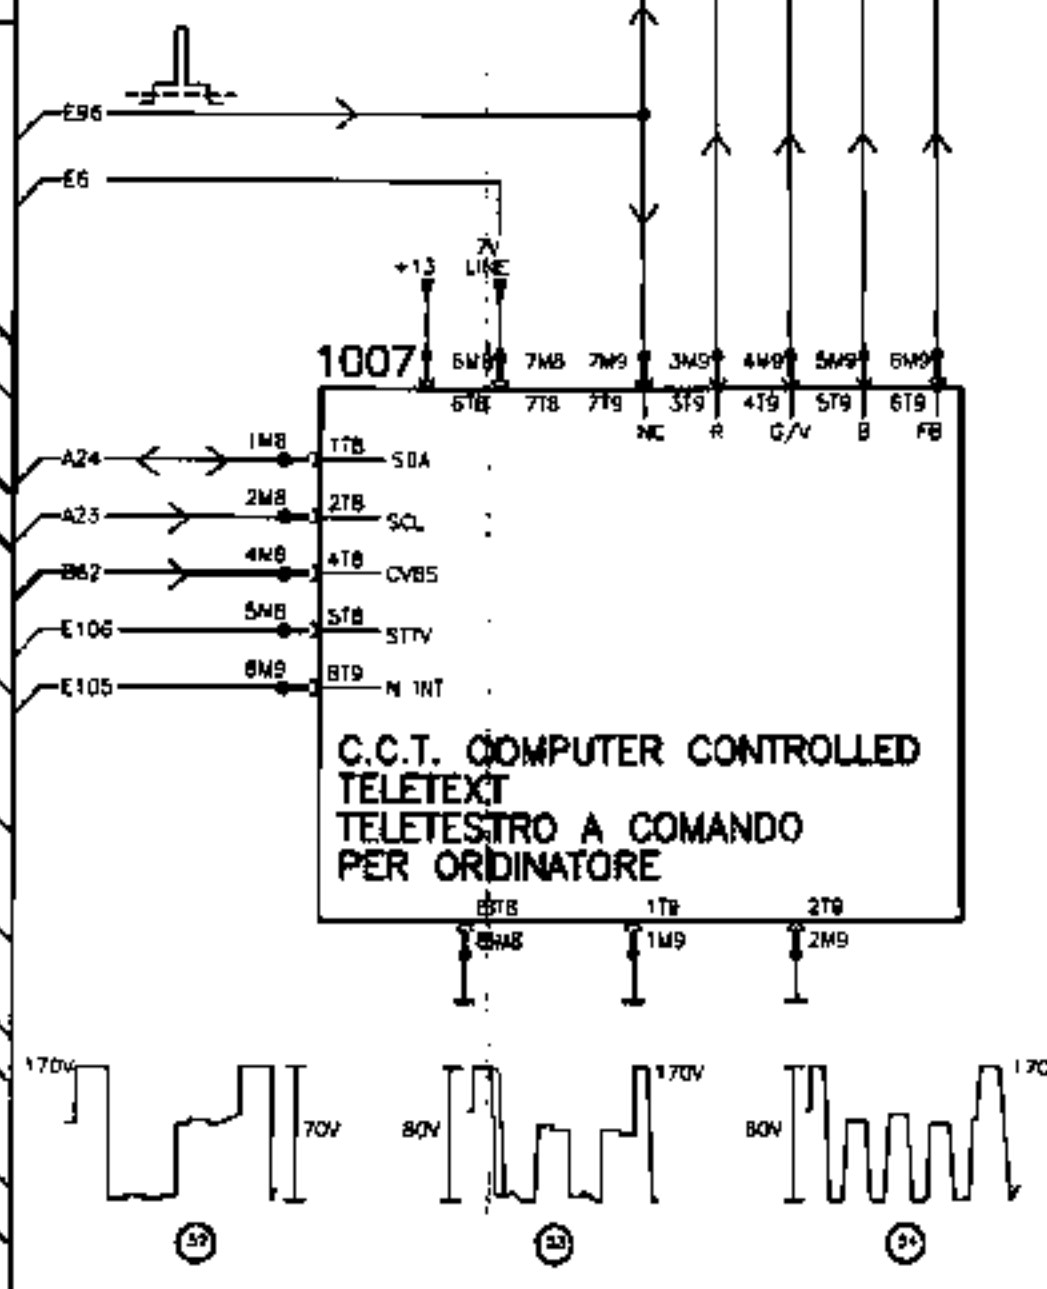 E96
E6
+13
7V
LINE
1007
6M8 7M8 7M9 3M9 4M9 5M9 6M9
6T8 7T8 7T9 3T9 4T9 5T9 6T9
R G/V B FB
A24 1M8 1T8 SDA
A23 2M8 2T8 SCL
B62 4M8 4T8 CVBS
E106 5M8 5T8 STTV
E105 8M9 8T9 INT
C.C.T. COMPUTER CONTROLLED
TELETEXT
TELETESTRO A COMANDO
PER ORDINATORE
1T9 2T9
1M9 2M9
170V 170V 170
70V 80V 80V